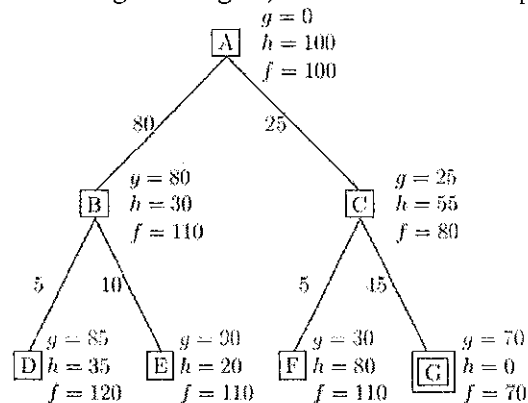 g = 0
A h = 100
f = 100
80 25
g = 80 g = 25
B h = 30 C h = 55
f = 110 f = 80
5 10 5 45
g = 85 g = 90 g = 30 g = 70
D h = 35 E h = 20 F h = 80 G h = 0
f = 120 f = 110 f = 110 f = 70